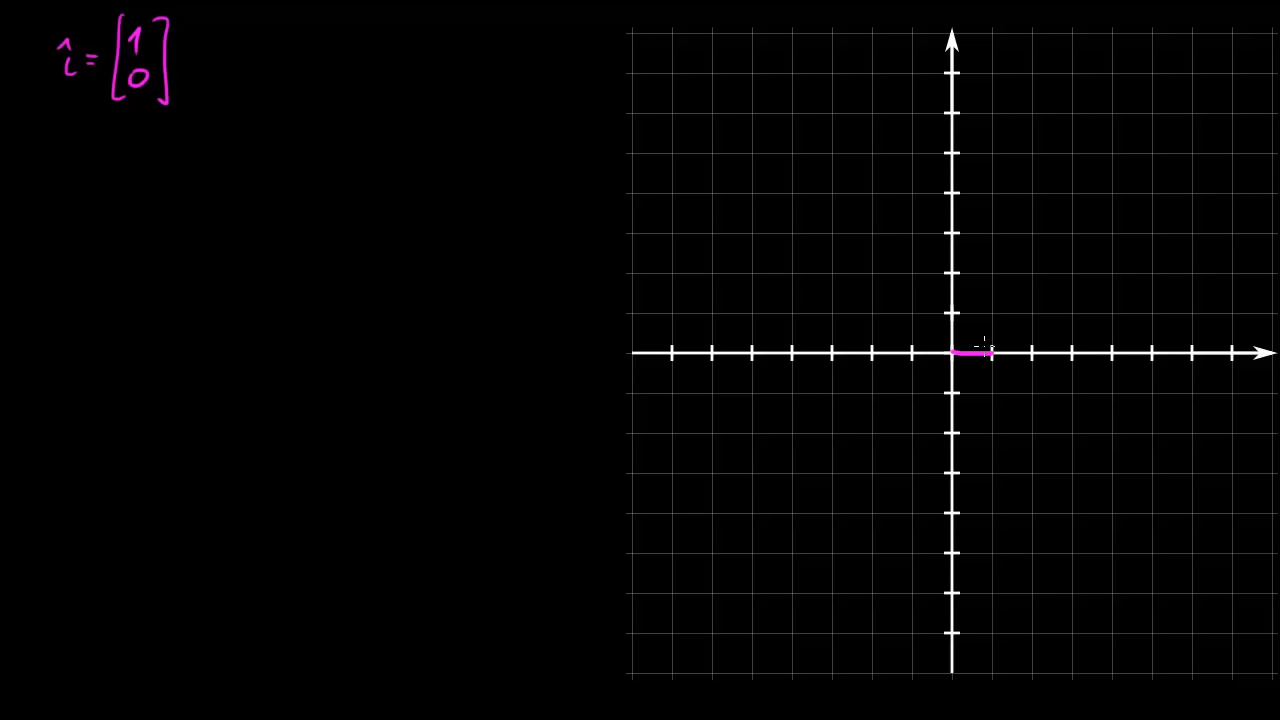 î = [1
0]